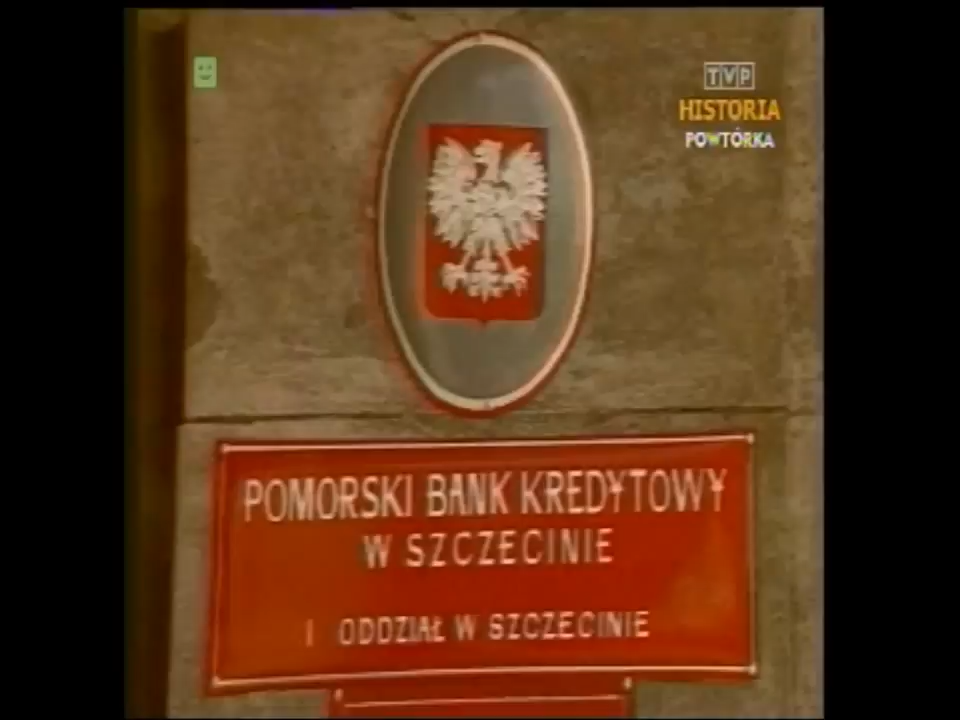 TVP
HISTORIA
POWTÓRKA
POMORSKI BANK KREDYTOWY
W SZCZECINIE
I ODDZIAŁ W SZCZECINIE